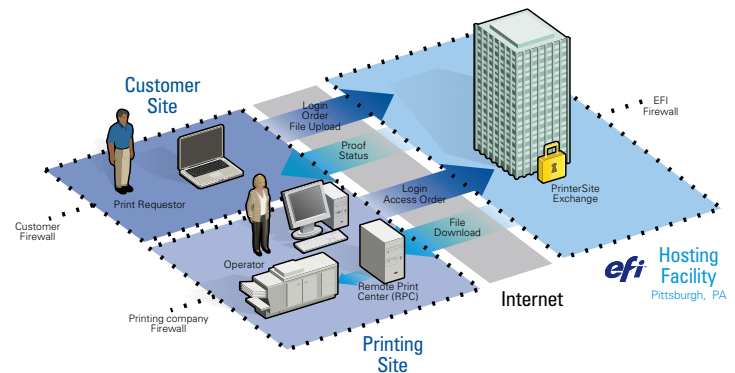 Customer
Site
Login
Order
File Upload
EFI
Firewall
Proof
Status
Print Requestor
Login
Access Order
PrinterSite
Exchange
Customer
Firewall
File
Download
Operator
Remote Print
Center (RPC)
efi™
Hosting
Facility
Pittsburgh, PA
Internet
Printing company
Firewall
Printing
Site